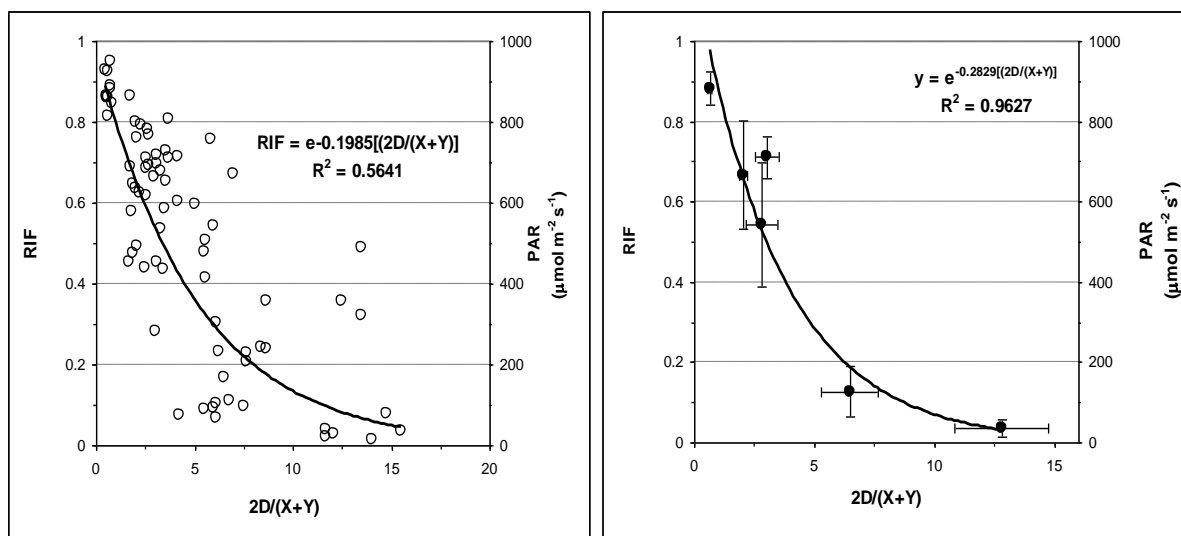 1
0.8
0.6
0.4
0.2
0
RIF
RIF = e-0.1985[(2D/(X+Y)]
R² = 0.5641
1000
800
600
400
200
0
PAR
(µmol m⁻² s⁻¹)
0 5 10 15 20
2D/(X+Y)
1
0.8
0.6
0.4
0.2
0
RIF
y = e^-0.2829[(2D/(X+Y)]
R² = 0.9627
1000
800
600
400
200
0
PAR
(µmol m⁻² s⁻¹)
0 5 10 15
2D/(X+Y)